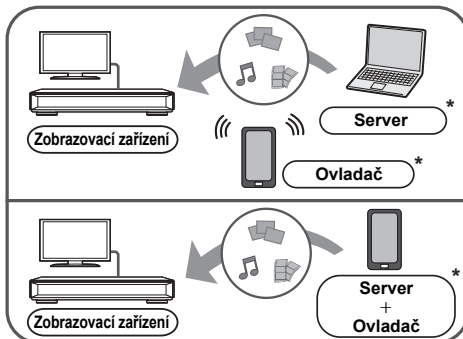 Server*
Zobrazovací zařízení
Ovladač*
Zobrazovací zařízení
Server*
+
Ovladač